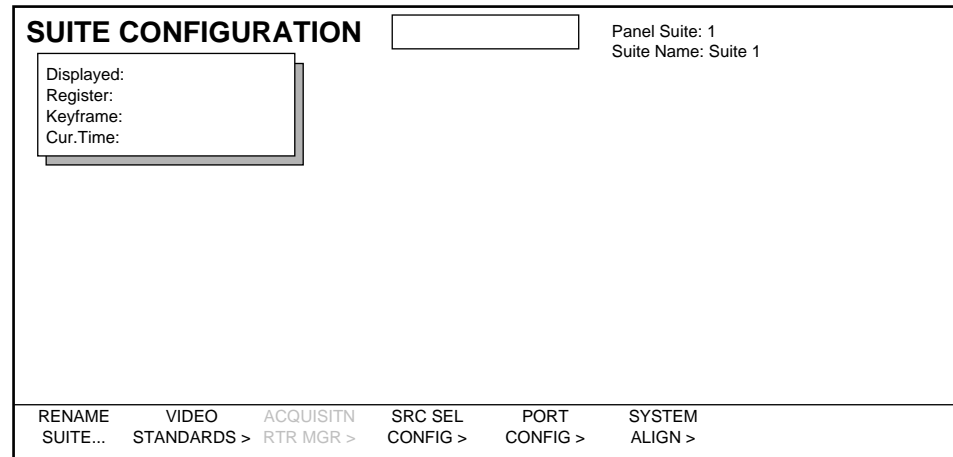 SUITE CONFIGURATION
Panel Suite: 1
Suite Name: Suite 1
Displayed:
Register:
Keyframe:
Cur.Time:
RENAME VIDEO ACQUISITN SRC SEL PORT SYSTEM
SUITE... STANDARDS > RTR MGR > CONFIG > CONFIG > ALIGN >